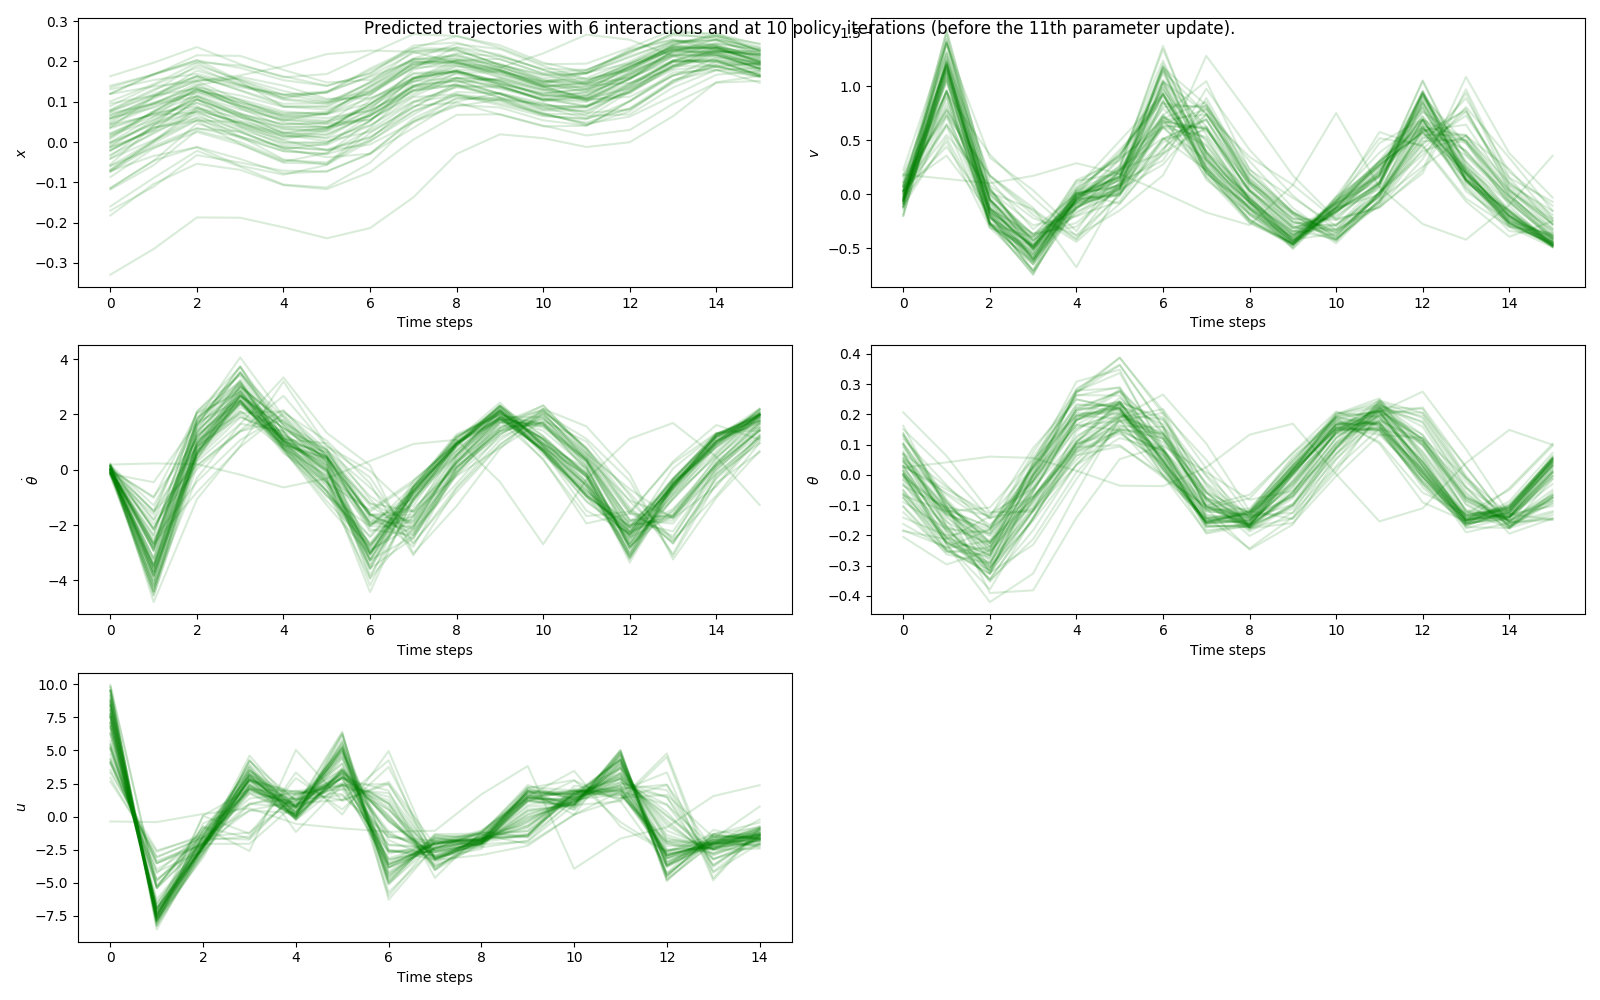 Predicted trajectories with 6 interactions and at 10 policy iterations (before the 11th parameter update).
0.3
0.2
0.1
0.0
−0.1
−0.2
−0.3
x
0 2 4 6 8 10 12 14
Time steps
1.5
1.0
0.5
0.0
−0.5
v
0 2 4 6 8 10 12 14
Time steps
4
2
0
−2
−4
θ̇
0 2 4 6 8 10 12 14
Time steps
0.4
0.3
0.2
0.1
0.0
−0.1
−0.2
−0.3
−0.4
θ
0 2 4 6 8 10 12 14
Time steps
10.0
7.5
5.0
2.5
0.0
−2.5
−5.0
−7.5
u
0 2 4 6 8 10 12 14
Time steps